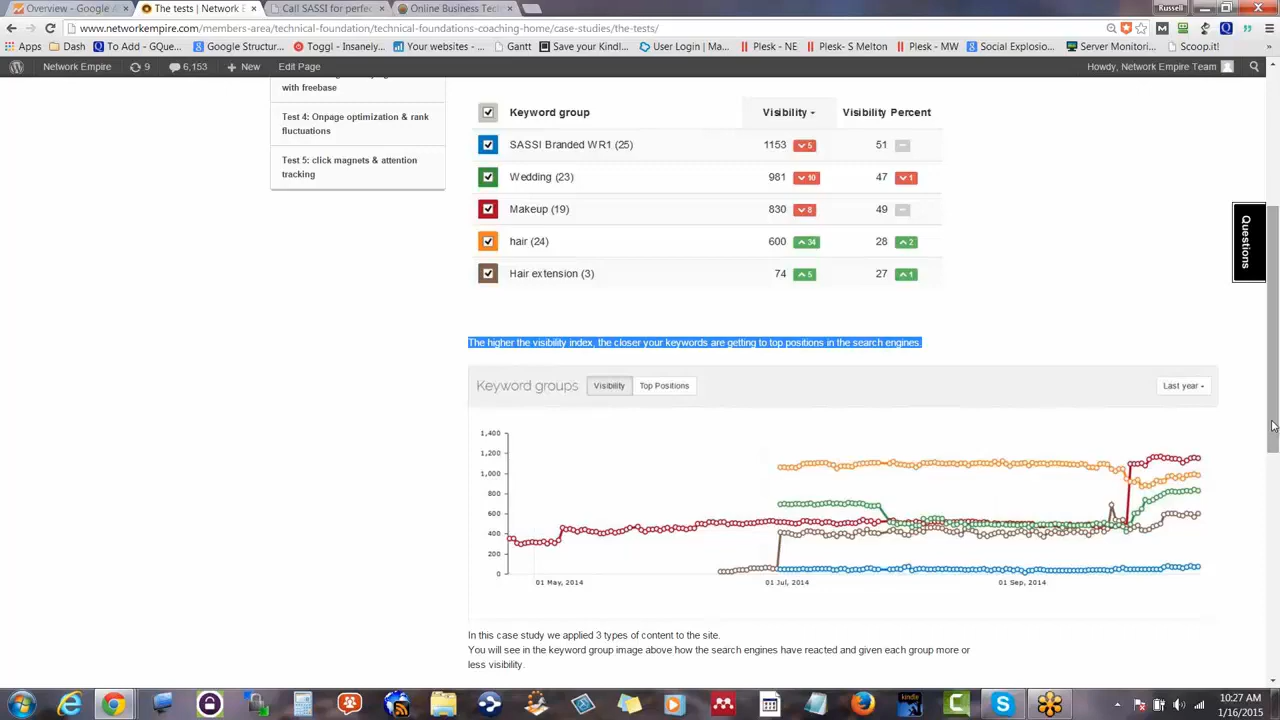 Overview - Google A
The tests | Network E
Call SASSI for perfec
Online Business Tech
Russell
www.networkempire.com/members-area/technical-foundation/technical-foundations-coaching-home/case-studies/the-tests/
Apps
Dash
To Add - GQue...
Google Structur...
Toggl - Insanely...
Your websites - ...
Gantt
Save your Kindl...
User Login | Ma...
Plesk - NE
Plesk- S Melton
Plesk - MW
Social Explosio...
Server Monitori...
Scoop.it!
»
Network Empire
9
6,153
New
Edit Page
Howdy, Network Empire Team
with freebase
Test 4: Onpage optimization & rank
fluctuations
Test 5: click magnets & attention
tracking
Keyword group
Visibility
Visibility Percent
SASSI Branded WR1 (25)
1153
5
51
Wedding (23)
981
10
47
1
Makeup (19)
830
8
49
hair (24)
600
34
28
2
Hair extension (3)
74
5
27
1
Questions
The higher the visibility index, the closer your keywords are getting to top positions in the search engines.
Keyword groups
Visibility
Top Positions
Last year
1,400
1,200
1,000
800
600
400
200
0
01 May, 2014
01 Jul, 2014
01 Sep, 2014
In this case study we applied 3 types of content to the site.
You will see in the keyword group image above how the search engines have reacted and given each group more or
less visibility.
kindle
10:27 AM
1/16/2015